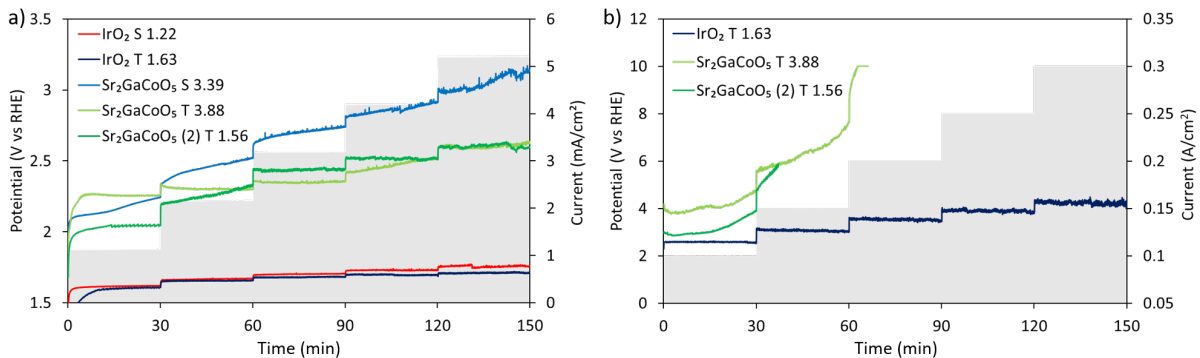 a)
3.5
3
2.5
2
1.5
Poteintial (V vs RHE)
IrO₂ S 1.22
IrO₂ T 1.63
Sr₂GaCoO₅ S 3.39
Sr₂GaCoO₅ T 3.88
Sr₂GaCoO₅ (2) T 1.56
6
5
4
3
2
1
0
Current (mA/cm²)
0 30 60 90 120 150
Time (min)
b)
12
10
8
6
4
2
0
Potential (V vs RHE)
IrO₂ T 1.63
Sr₂GaCoO₅ T 3.88
Sr₂GaCoO₅ (2) T 1.56
0.35
0.3
0.25
0.2
0.15
0.1
0.05
Current (A/cm²)
0 30 60 90 120 150
Time (min)